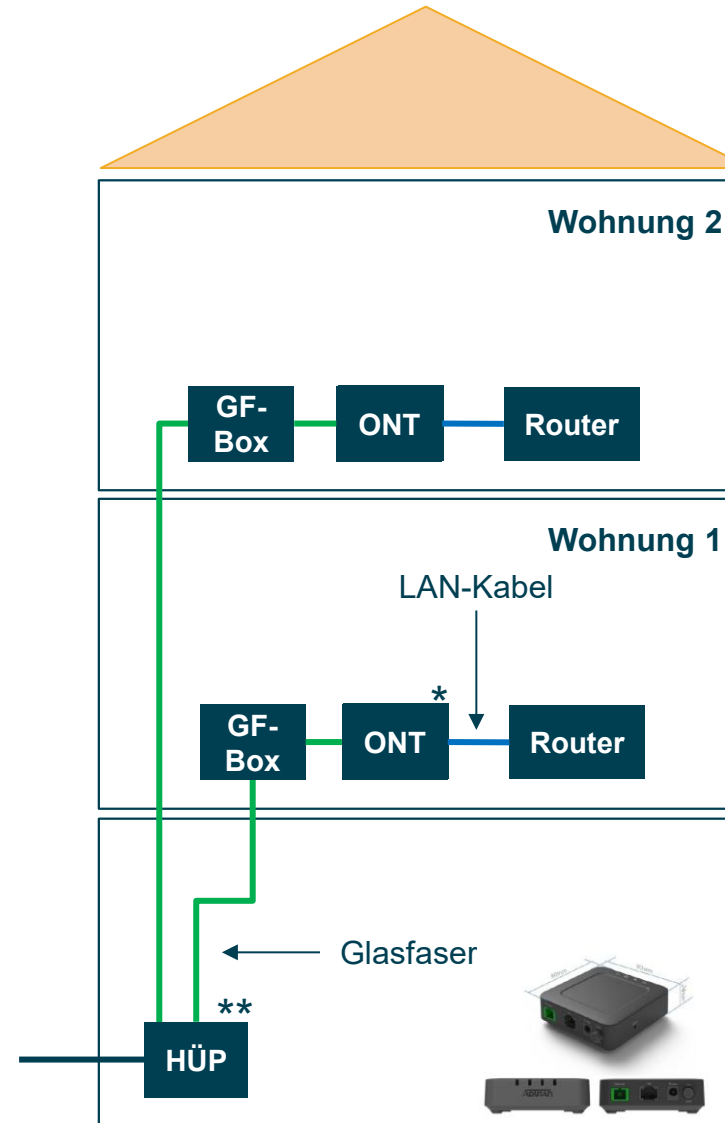 Wohnung 2
GF-
Box
ONT
Router
Wohnung 1
LAN-Kabel
*
GF-
Box
ONT
Router
Glasfaser
**
HÜP